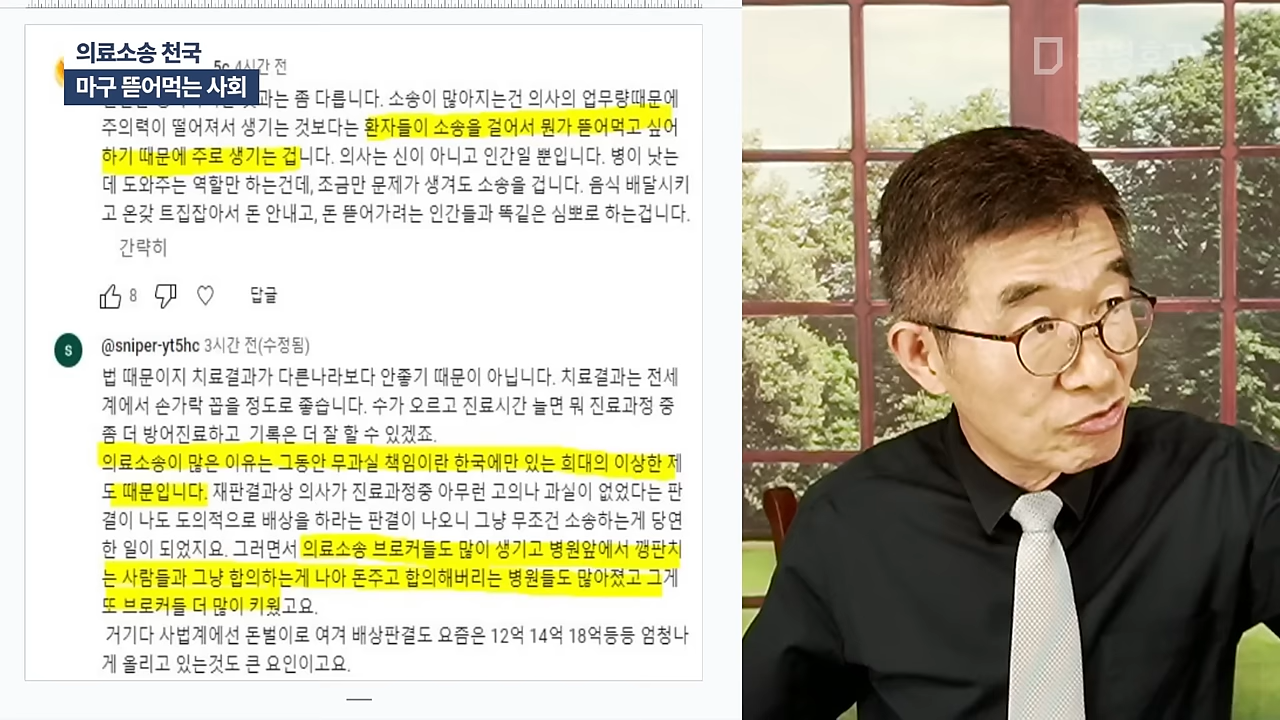 의료소송 천국
마구 뜯어먹는 사회
5c 4시간 전
과는 좀 다릅니다. 소송이 많아지는건 의사의 업무량때문에
주의력이 떨어져서 생기는 것보다는 환자들이 소송을 걸어서 뭔가 뜯어먹고 싶어
하기 때문에 주로 생기는 겁니다. 의사는 신이 아니고 인간일 뿐입니다. 병이 낫는
데 도와주는 역할만 하는건데, 조금만 문제가 생겨도 소송을 겁니다. 음식 배달시키
고 온갖 트집잡아서 돈 안내고, 돈 뜯어가려는 인간들과 똑같은 심뽀로 하는겁니다.
간략히
8 답글
S @sniper-yt5hc 3시간 전(수정됨)
법 때문이지 치료결과가 다른나라보다 안좋기 때문이 아닙니다. 치료결과는 전세
계에서 손가락 꼽을 정도로 좋습니다. 수가 오르고 진료시간 늘면 뭐 진료과정 중
좀 더 방어진료하고 기록은 더 잘 할 수 있겠죠.
의료소송이 많은 이유는 그동안 무과실 책임이란 한국에만 있는 희대의 이상한 제
도 때문입니다. 재판결과상 의사가 진료과정중 아무런 고의나 과실이 없었다는 판
결이 나도 도의적으로 배상을 하라는 판결이 나오니 그냥 무조건 소송하는게 당연
한 일이 되었지요. 그러면서 의료소송 브로커들도 많이 생기고 병원앞에서 깽판치
는 사람들과 그냥 합의하는게 나아 돈주고 합의해버리는 병원들도 많아졌고 그게
또 브로커들 더 많이 키웠고요.
거기다 사법계에선 돈벌이로 여겨 배상판결도 요즘은 12억 14억 18억등등 엄청나
게 올리고 있는것도 큰 요인이고요.